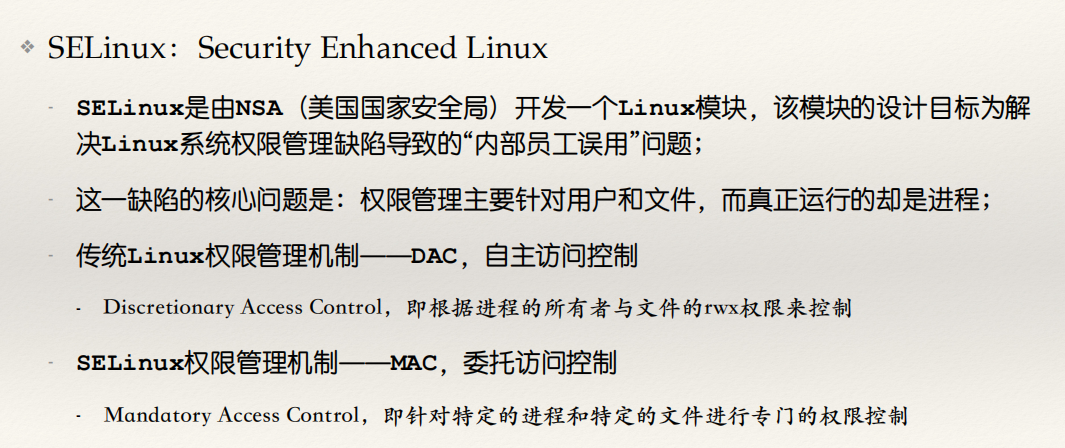 SELinux：Security Enhanced Linux
SELinux是由NSA（美国国家安全局）开发一个Linux模块，该模块的设计目标为解
决Linux系统权限管理缺陷导致的“内部员工误用”问题；
这一缺陷的核心问题是：权限管理主要针对用户和文件，而真正运行的却是进程；
传统Linux权限管理机制——DAC，自主访问控制
Discretionary Access Control，即根据进程的所有者与文件的rwx权限来控制
SELinux权限管理机制——MAC，委托访问控制
Mandatory Access Control，即针对特定的进程和特定的文件进行专门的权限控制